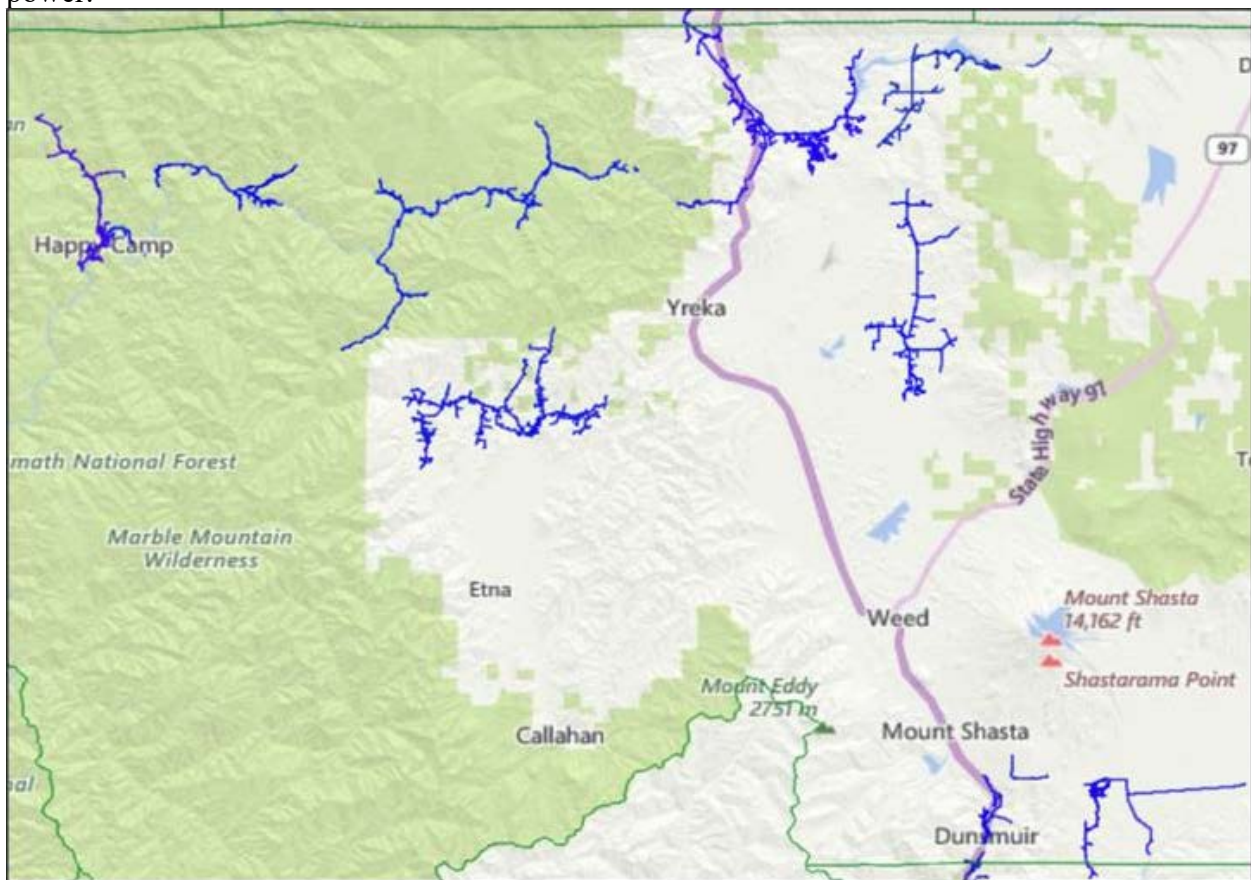 power.
97
Happy Camp
Yreka
State Highway 97
math National Forest
Marble Mountain
Wilderness
Etna
Mount Shasta
14,162 ft
Weed
Shastarama Point
Mount Eddy
2751 m
Callahan
Mount Shasta
Dunsmuir